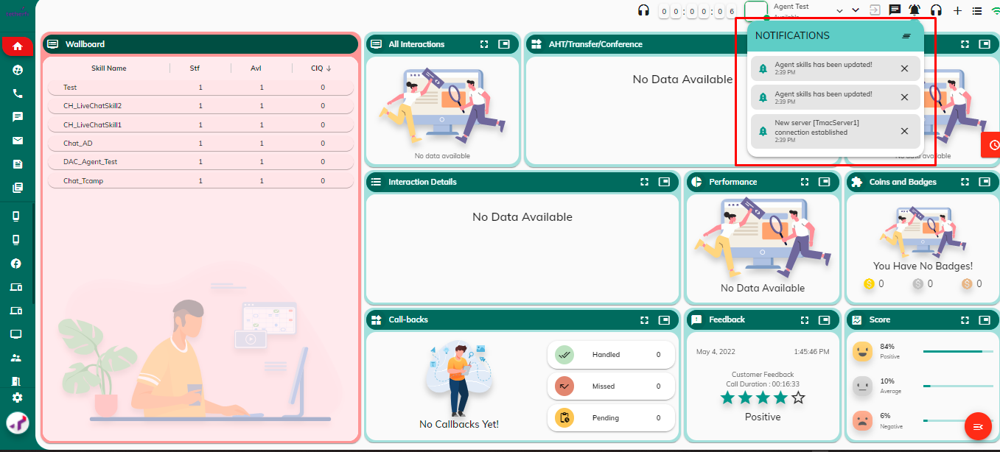 0 0 : 0 0 : 0 6
Agent Test
Available
Wallboard
Skill Name Stf Avl CIQ
Test 1 1 0
CH_LiveChatSkill2 1 1 0
CH_LiveChatSkill1 1 1 0
Chat_AD 1 1 0
DAC_Agent_Test 1 1 0
Chat_Tcamp 1 1 0
All Interactions
No data available
AHT/Transfer/Conference
No Data Available
NOTIFICATIONS
Agent skills has been updated!
2:39 PM
Agent skills has been updated!
2:39 PM
New server [TmacServer1]
connection established
2:39 PM
No data available
Interaction Details
No Data Available
Performance
No Data Available
Coins and Badges
You Have No Badges!
0 0 0
Call-backs
No Callbacks Yet!
Handled 0
Missed 0
Pending 0
Feedback
May 4, 2022 1:45:46 PM
Customer Feedback
Call Duration : 00:16:33
Positive
Score
84%
Positive
10%
Average
6%
Negative